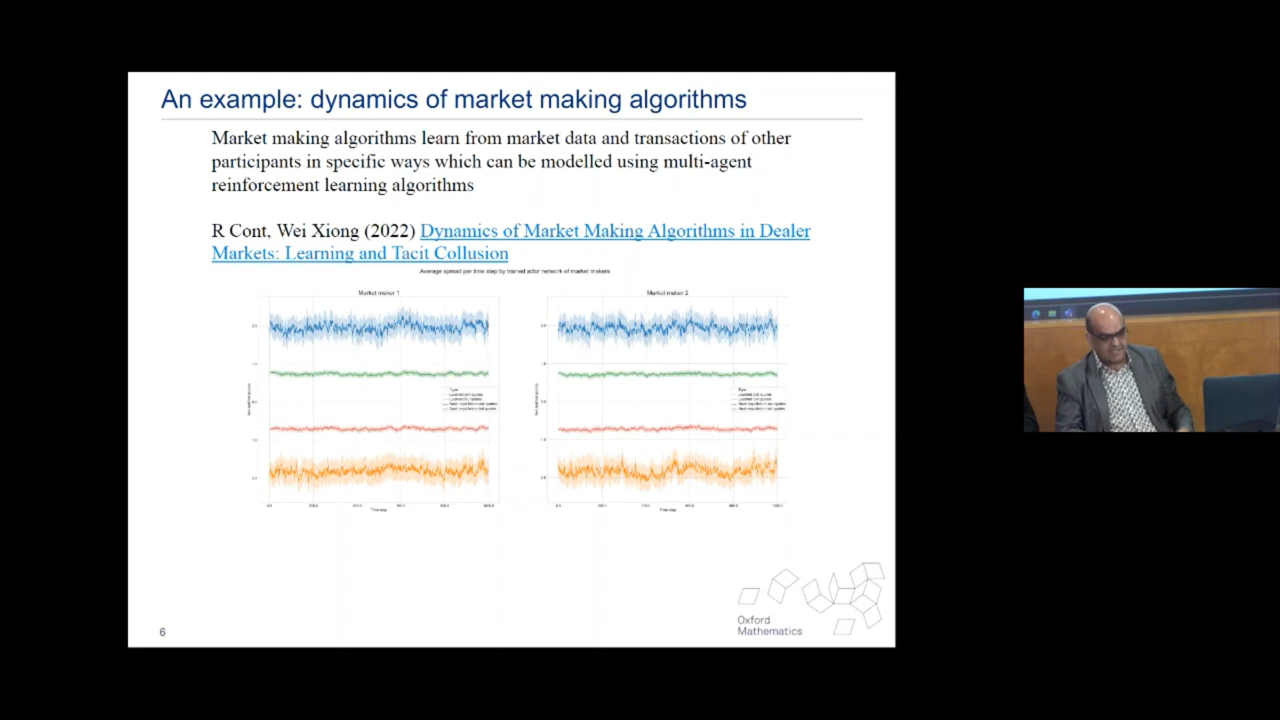 An example: dynamics of market making algorithms
Market making algorithms learn from market data and transactions of other
participants in specific ways which can be modelled using multi-agent
reinforcement learning algorithms
R Cont, Wei Xiong (2022) Dynamics of Market Making Algorithms in Dealer
Markets: Learning and Tacit Collusion
Average spread per time step by trained actor network of market makers
Market maker 1
Market maker 2
Time step
Time step
Oxford
Mathematics
6